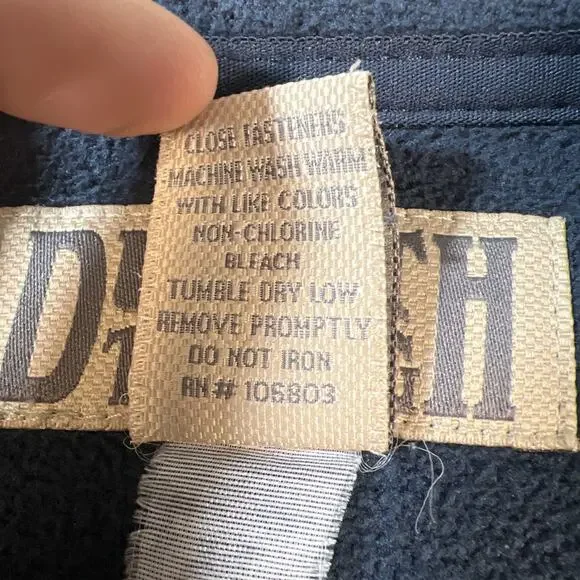 CLOSE FASTENERS
MACHINE WASH WARM
WITH LIKE COLORS
NON-CHLORINE
BLEACH
TUMBLE DRY LOW
REMOVE PROMPTLY
DO NOT IRON
RN# 106803